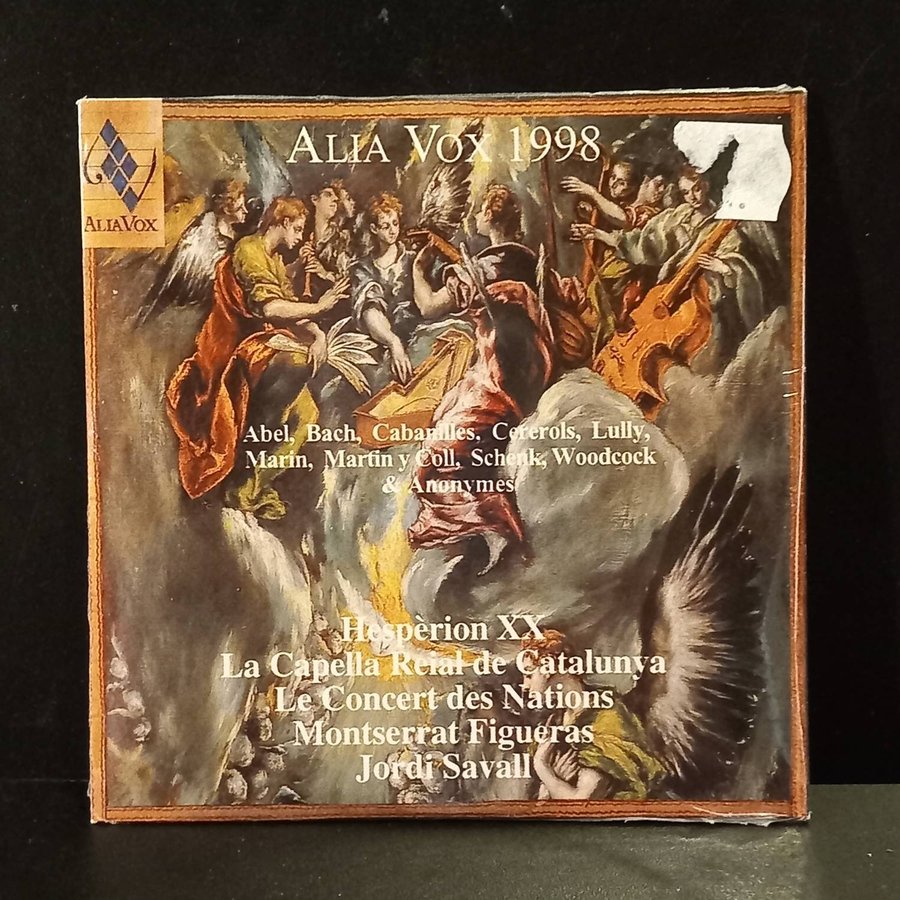 ALIA VOX 1998
ALIAVOX
Abel, Bach, Cabanilles, Cererols, Lully,
Marin, Martin y Coll, Schenk, Woodcock
& Anonymes
Hespèrion XX
La Capella Reial de Catalunya
Le Concert des Nations
Montserrat Figueras
Jordi Savall